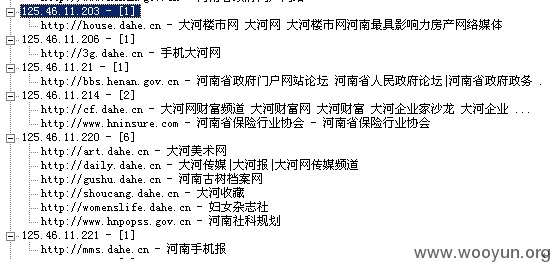 125.46.11.203 - [1]
http://house.dahe.cn - 大河楼市网 大河网 大河楼市网河南最具影响力房产网络媒体
125.46.11.206 - [1]
http://3g.dahe.cn - 手机大河网
125.46.11.21 - [1]
http://bbs.henan.gov.cn - 河南省政府门户网站论坛 河南省人民政府论坛|河南省政府政务 .
125.46.11.214 - [2]
http://cf.dahe.cn - 大河网财富频道 大河财富网 大河财富 大河企业家沙龙 大河企业 ...
http://www.hninsure.com - 河南省保险行业协会 - 河南省保险行业协会
125.46.11.220 - [6]
http://art.dahe.cn - 大河美术网
http://daily.dahe.cn - 大河传媒|大河报|大河网传媒频道
http://gushu.dahe.cn - 河南古树档案网
http://shoucang.dahe.cn - 大河收藏
http://womenslife.dahe.cn - 妇女杂志社
http://www.hnpopss.gov.cn - 河南社科规划
125.46.11.221 - [1]
http://mms.dahe.cn - 河南手机报
www.wooyun.org